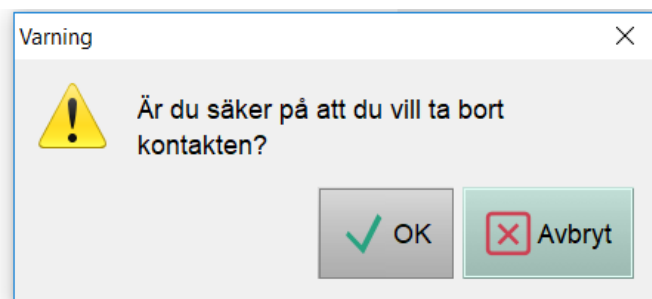 Varning
Är du säker på att du vill ta bort
kontakten?
OK
Avbryt